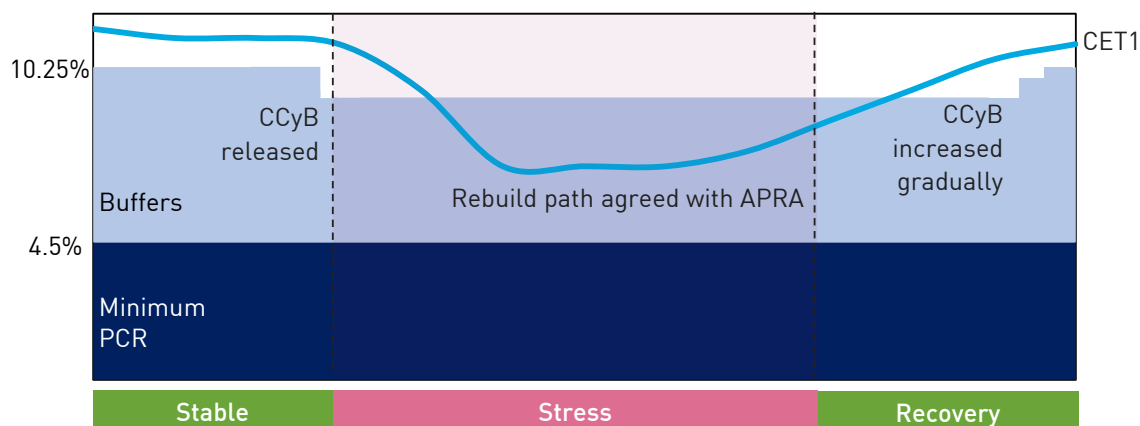 CET1
10.25%
CCyB
released
CCyB
increased
gradually
Buffers
Rebuild path agreed with APRA
4.5%
Minimum
PCR
Stable
Stress
Recovery